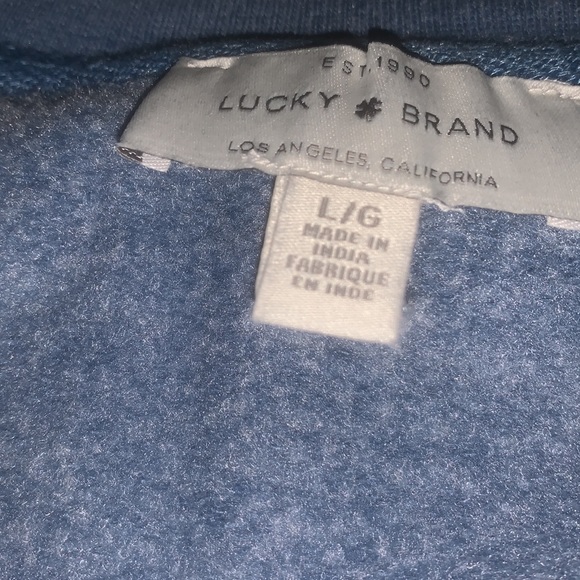 EST. 1990
LUCKY BRAND
LOS ANGELES, CALIFORNIA
L/G
MADE IN
INDIA
FABRIQUE
EN INDE